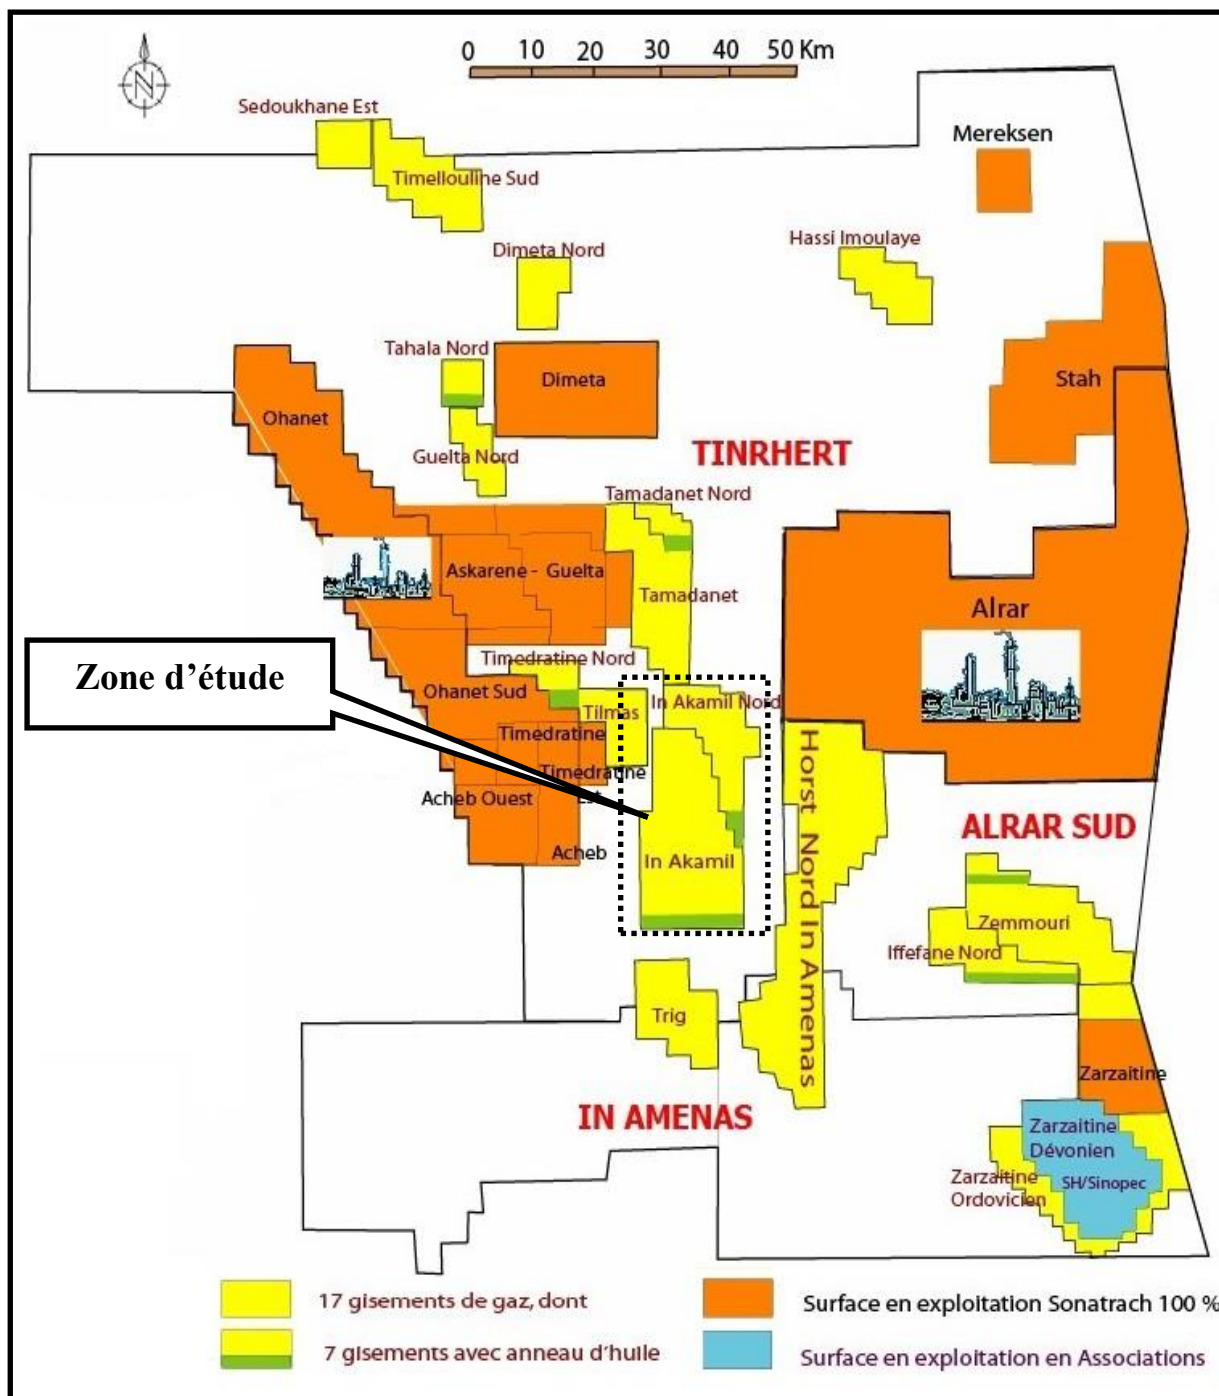 0 10 20 30 40 50 Km
N
Sedoukhane Est
Mereksen
Timellouline Sud
Hassi Imoulaye
Dimeta Nord
Tahala Nord
Dimeta
Stah
Ohanet
TINRHERT
Guelta Nord
Tamadanet Nord
Askarene - Guelta
Tamadanet
Alrar
Timedratine Nord
Zone d'étude
Ohanet Sud
In Akamil Nord
Tilmas
Timedratine
Timedratine
Est
Acheb Ouest
Horst Nord In Amenas
ALRAR SUD
Acheb
In Akamil
Zemmouri
Iffefane Nord
Trig
Zarzaitine
IN AMENAS
Zarzaitine
Dévonien
SH/Sinopec
Zarzaitine
Ordovicien
17 gisements de gaz, dont
Surface en exploitation Sonatrach 100 %
7 gisements avec anneau d'huile
Surface en exploitation en Associations